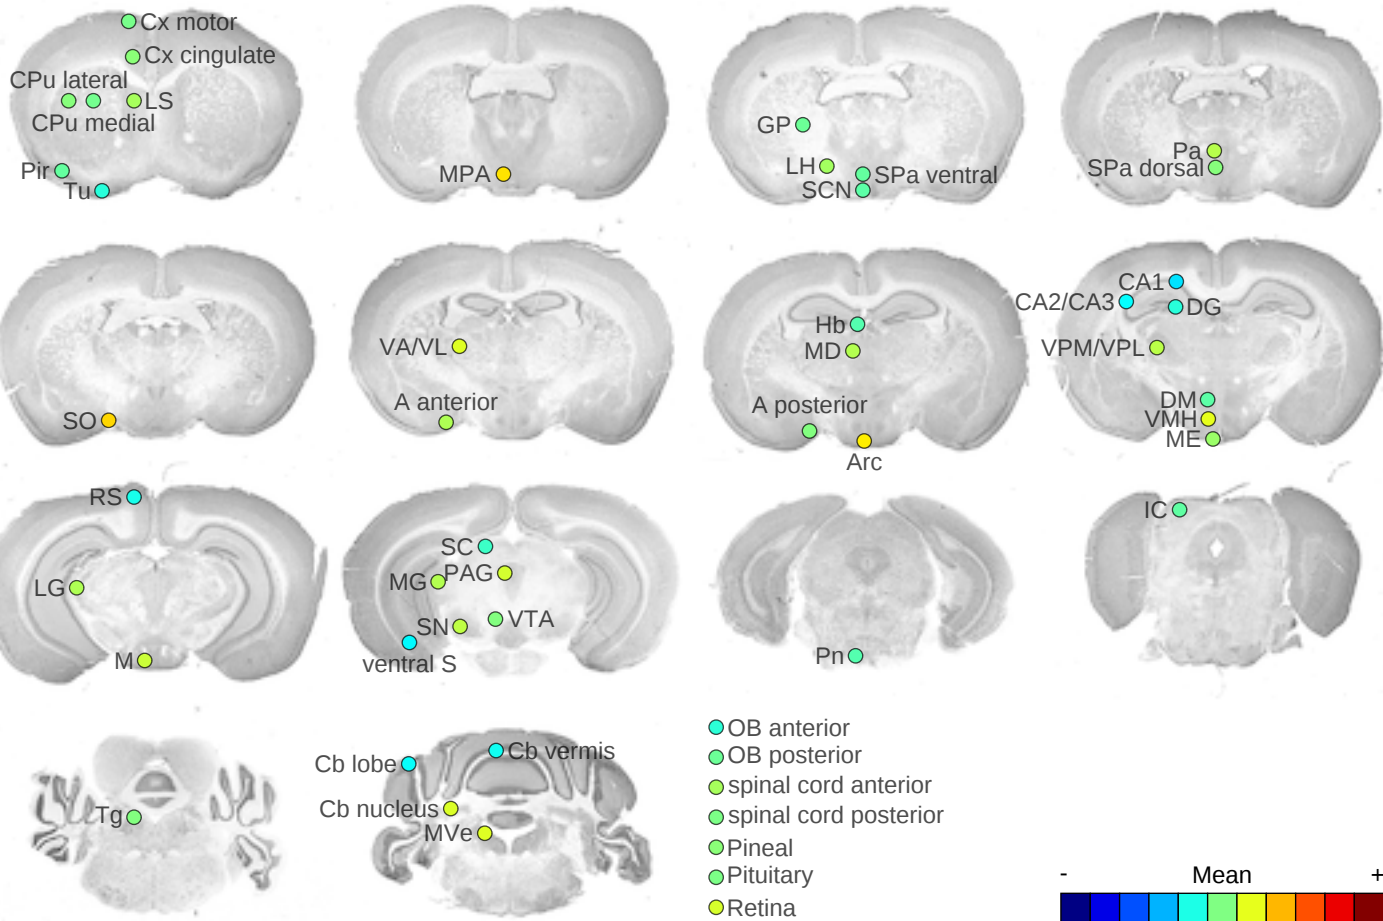 Cx motor
Cx cingulate
CPu lateral
LS
CPu medial
Pir
Tu
MPA
GP
LH
SPa ventral
SCN
Pa
SPa dorsal
SO
VA/VL
A anterior
Hb
MD
A posterior
Arc
CA1
CA2/CA3
DG
VPM/VPL
DM
VMH
ME
RS
LG
M
SC
PAG
MG
SN
VTA
ventral S
Pn
IC
Tg
Cb lobe
Cb vermis
Cb nucleus
MVe
OB anterior
OB posterior
spinal cord anterior
spinal cord posterior
Pineal
Pituitary
Retina
- Mean +